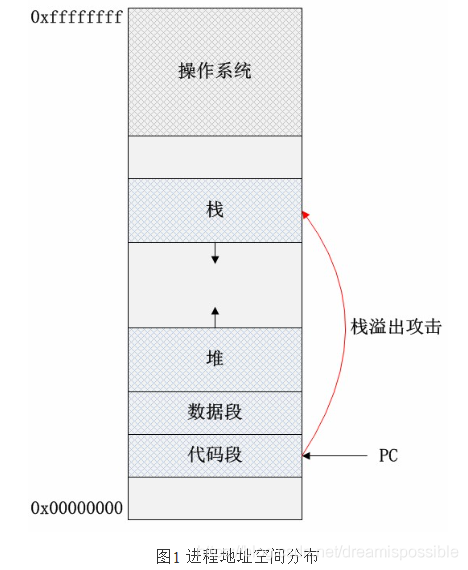 0xffffffff
操作系统
栈
栈溢出攻击
堆
数据段
代码段
PC
0x00000000
图1 进程地址空间分布
net/dreamispossible